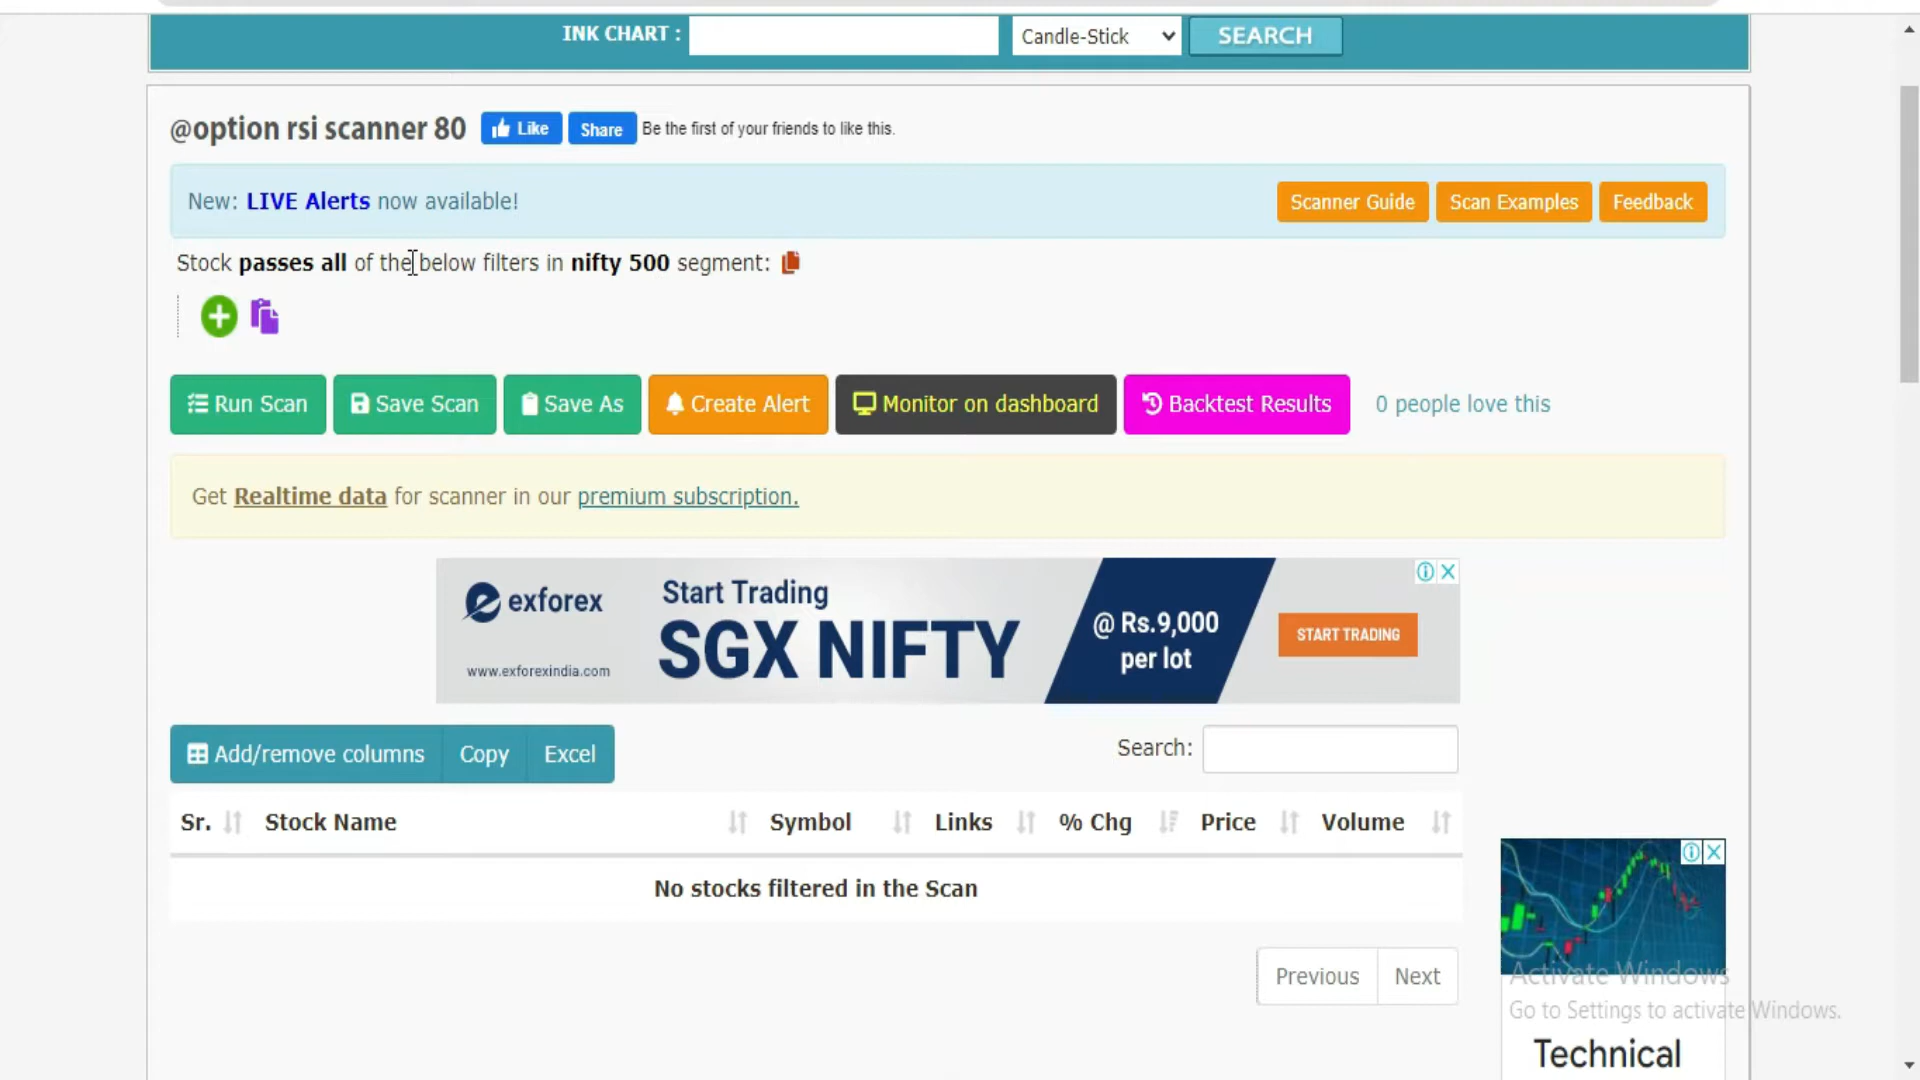 INK CHART :
Candle-Stick
SEARCH
@option rsi scanner 80
Like
Share
Be the first of your friends to like this.
New: LIVE Alerts now available!
Scanner Guide
Scan Examples
Feedback
Stock passes all of the below filters in nifty 500 segment:
Run Scan
Save Scan
Save As
Create Alert
Monitor on dashboard
Backtest Results
0 people love this
Get Realtime data for scanner in our premium subscription.
exforex
www.exforexindia.com
Start Trading
SGX NIFTY
@ Rs.9,000
per lot
START TRADING
Add/remove columns
Copy
Excel
Search:
Sr.
Stock Name
Symbol
Links
% Chg
Price
Volume
No stocks filtered in the Scan
Previous
Next
Activate Windows
Go to Settings to activate Windows.
Technical